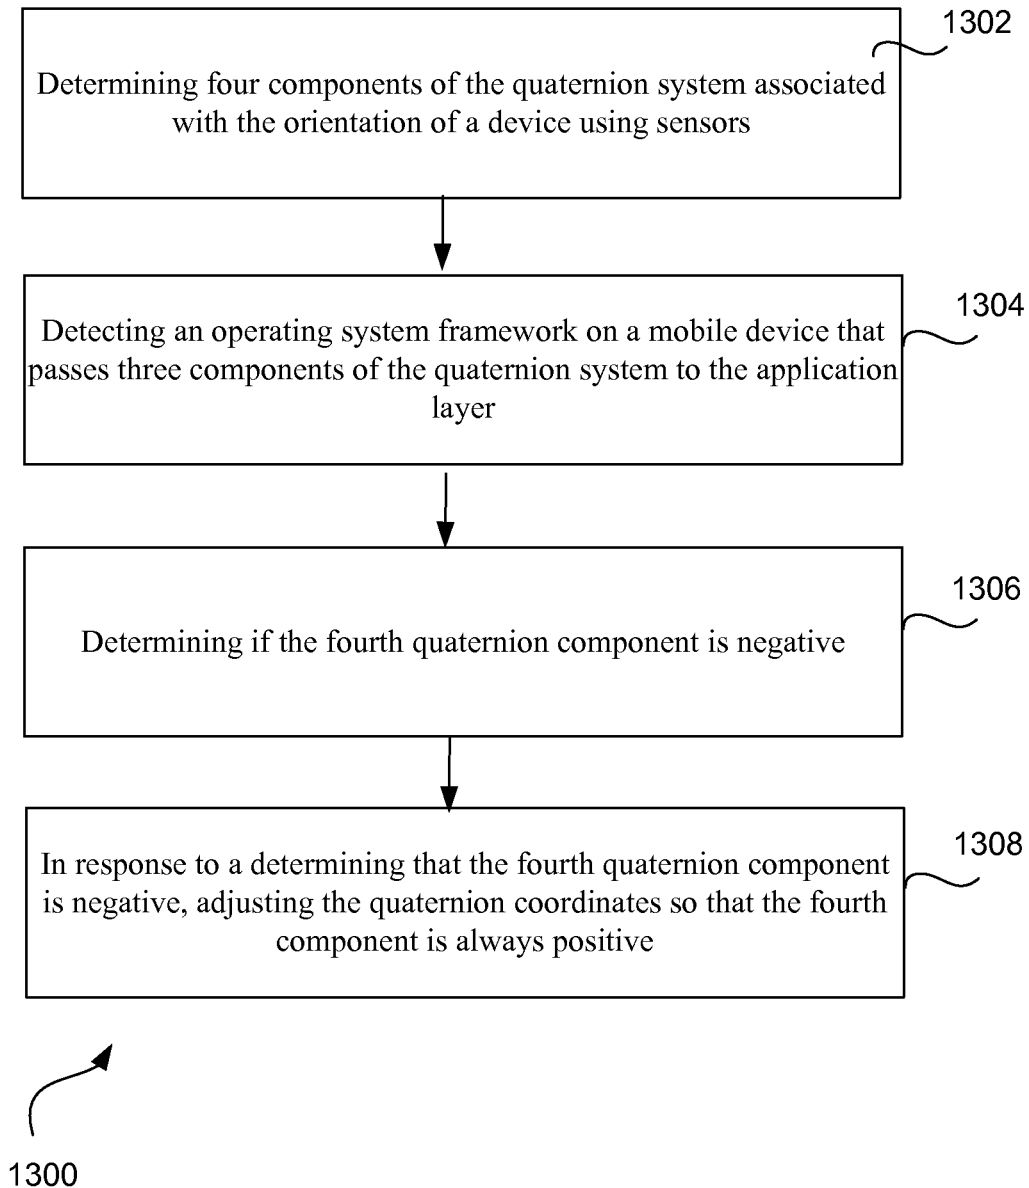 1302
Determining four components of the quaternion system associated
with the orientation of a device using sensors
1304
Detecting an operating system framework on a mobile device that
passes three components of the quaternion system to the application
layer
1306
Determining if the fourth quaternion component is negative
1308
In response to a determining that the fourth quaternion component
is negative, adjusting the quaternion coordinates so that the fourth
component is always positive
1300